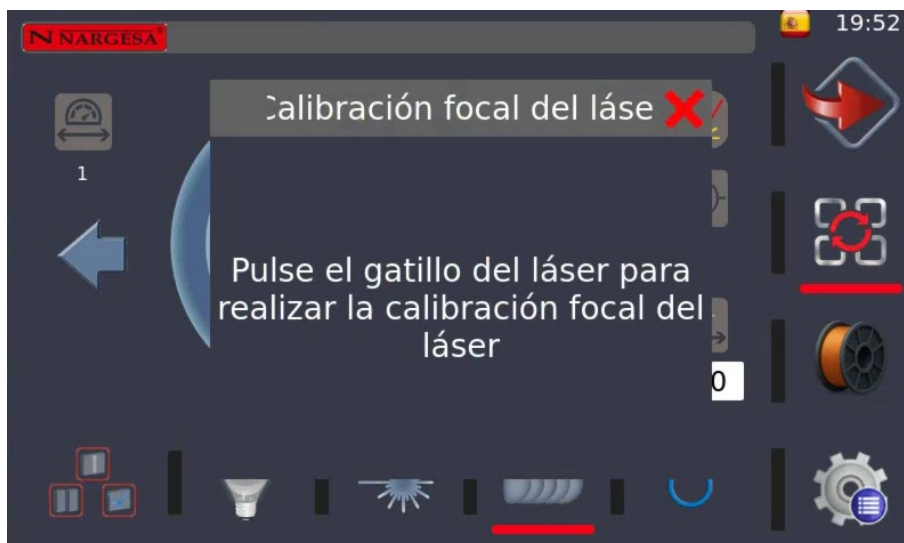 NARGESA
19:52
Calibración focal del láse
1
Pulse el gatillo del láser para
realizar la calibración focal del
láser
0